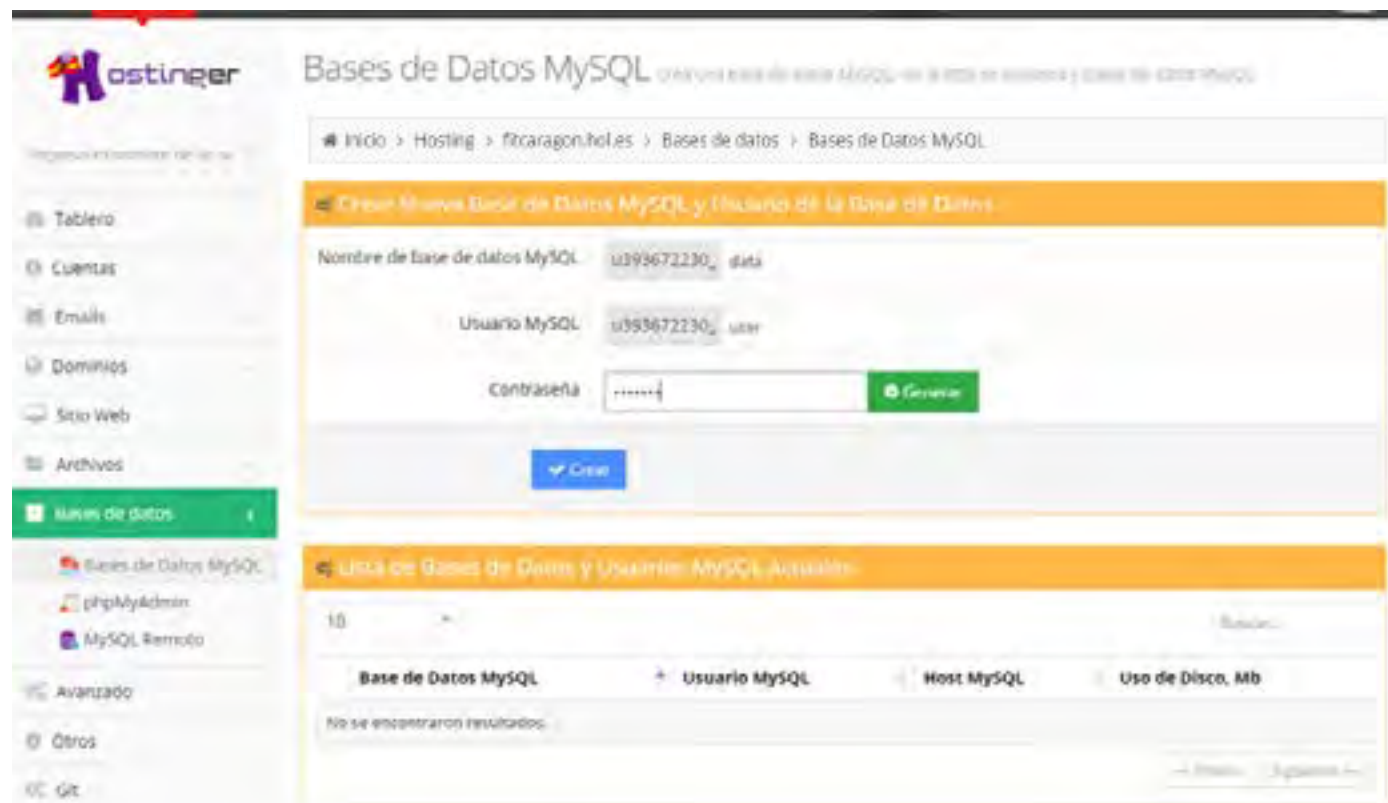 Hostinger
Bases de Datos MySQL
Inicio > Hosting > fitcaragon.hol.es > Bases de datos > Bases de Datos MySQL
Tablero
Cuentas
Emails
Dominios
Sitio Web
Archivos
Bases de datos
Bases de Datos MySQL
phpMyAdmin
MySQL Remoto
Avanzado
Otros
Git
Crear Nueva Base de Datos MySQL y Usuario de la Base de Datos
Nombre de base de datos MySQL u393672230_ data
Usuario MySQL u393672230_ user
Contraseña
Generar
Crear
Lista de Bases de Datos y Usuarios MySQL Actuales
10
Buscar...
Base de Datos MySQL Usuario MySQL Host MySQL Uso de Disco, Mb
No se encontraron resultados.